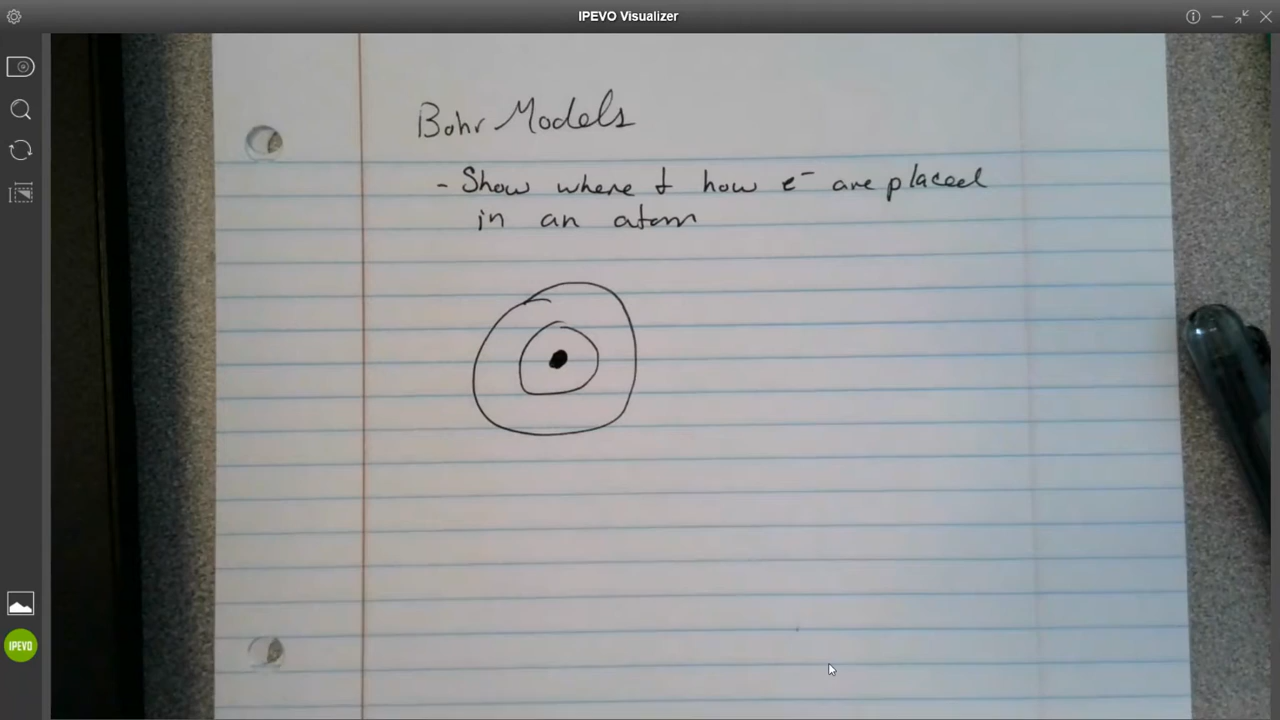 IPEVO Visualizer
Bohr Models
- Show where & how e⁻ are placed
in an atom
IPEVO